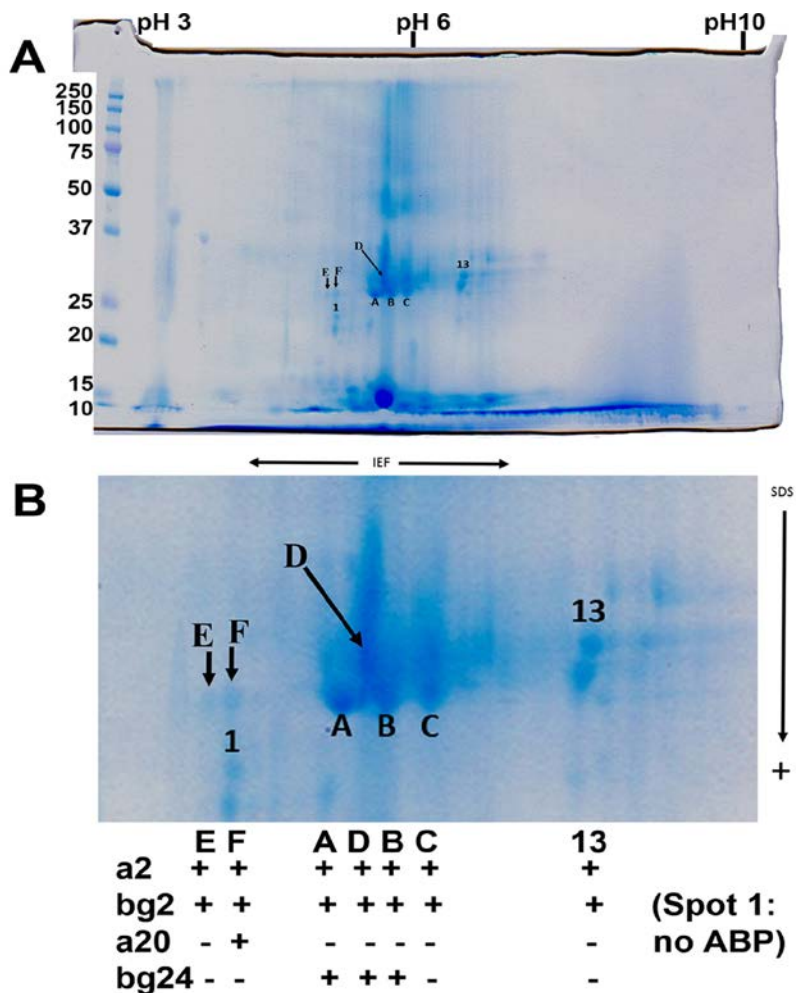 pH 3 pH 6 pH10
A
250
150
100
75
50
37
25
20
15
10
D
E F
13
A B C
1
IEF
B
SDS
D
E F
13
A B C
1
+
E F A D B C 13
a2 + + + + + + +
bg2 + + + + + + + (Spot 1:
a20 - + - - - - - no ABP)
bg24 - - + + + - -